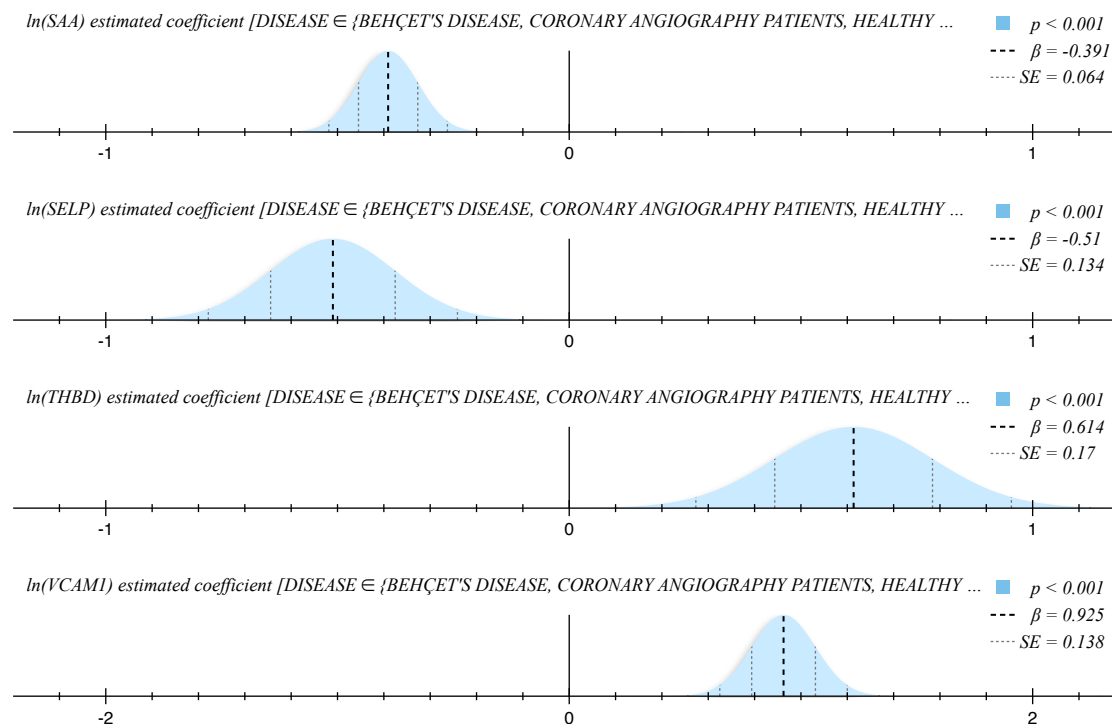 ln(SAA) estimated coefficient [DISEASE ∈ {BEHÇET'S DISEASE, CORONARY ANGIOGRAPHY PATIENTS, HEALTHY ...
p < 0.001
β = -0.391
SE = 0.064
-1 0 1
ln(SELP) estimated coefficient [DISEASE ∈ {BEHÇET'S DISEASE, CORONARY ANGIOGRAPHY PATIENTS, HEALTHY ...
p < 0.001
β = -0.51
SE = 0.134
-1 0 1
ln(THBD) estimated coefficient [DISEASE ∈ {BEHÇET'S DISEASE, CORONARY ANGIOGRAPHY PATIENTS, HEALTHY ...
p < 0.001
β = 0.614
SE = 0.17
-1 0 1
ln(VCAM1) estimated coefficient [DISEASE ∈ {BEHÇET'S DISEASE, CORONARY ANGIOGRAPHY PATIENTS, HEALTHY ...
p < 0.001
β = 0.925
SE = 0.138
-2 0 2